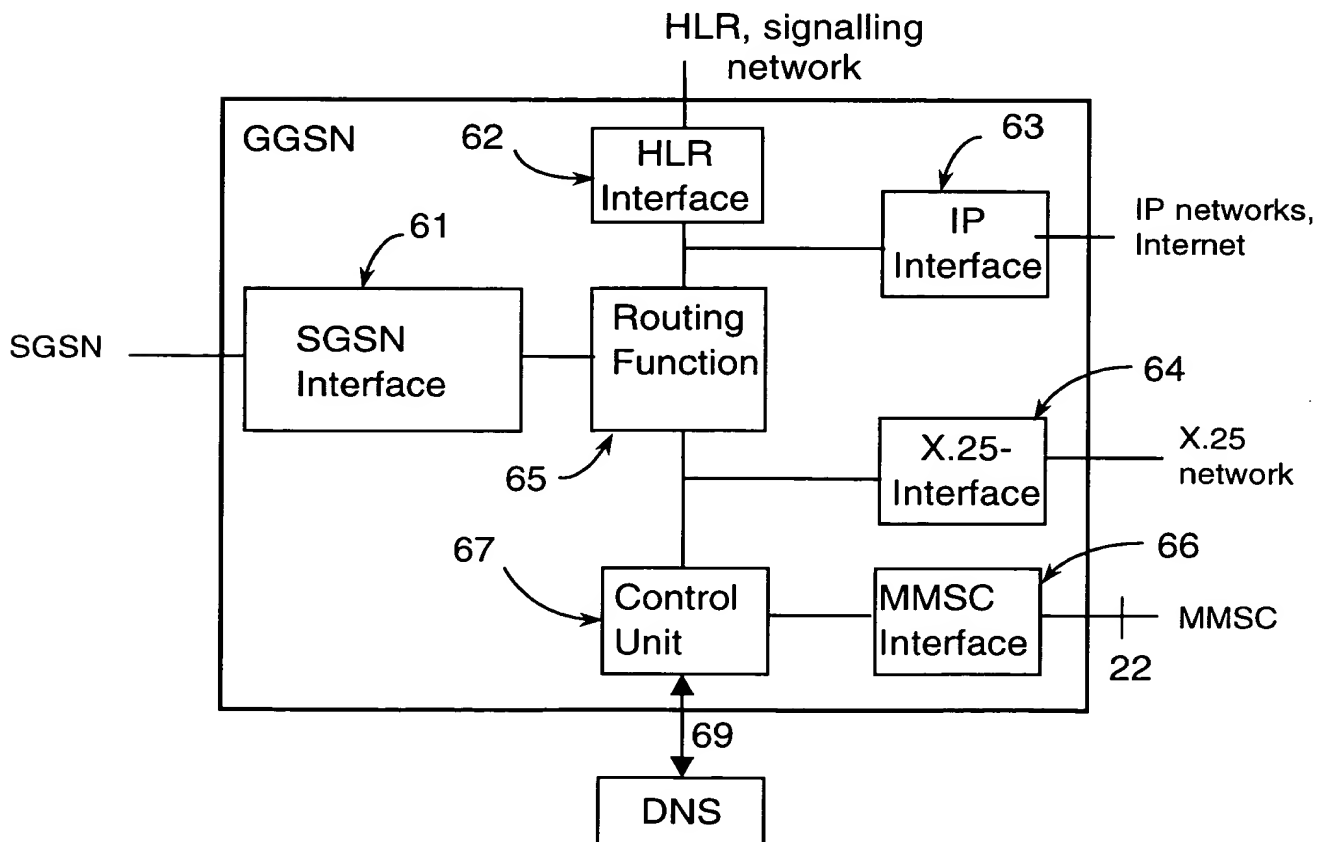 HLR, signalling
network
GGSN
62
HLR
Interface
63
IP
Interface
IP networks,
Internet
61
SGSN
SGSN
Interface
Routing
Function
65
64
X.25-
Interface
X.25
network
67
Control
Unit
66
MMSC
Interface
MMSC
22
69
DNS